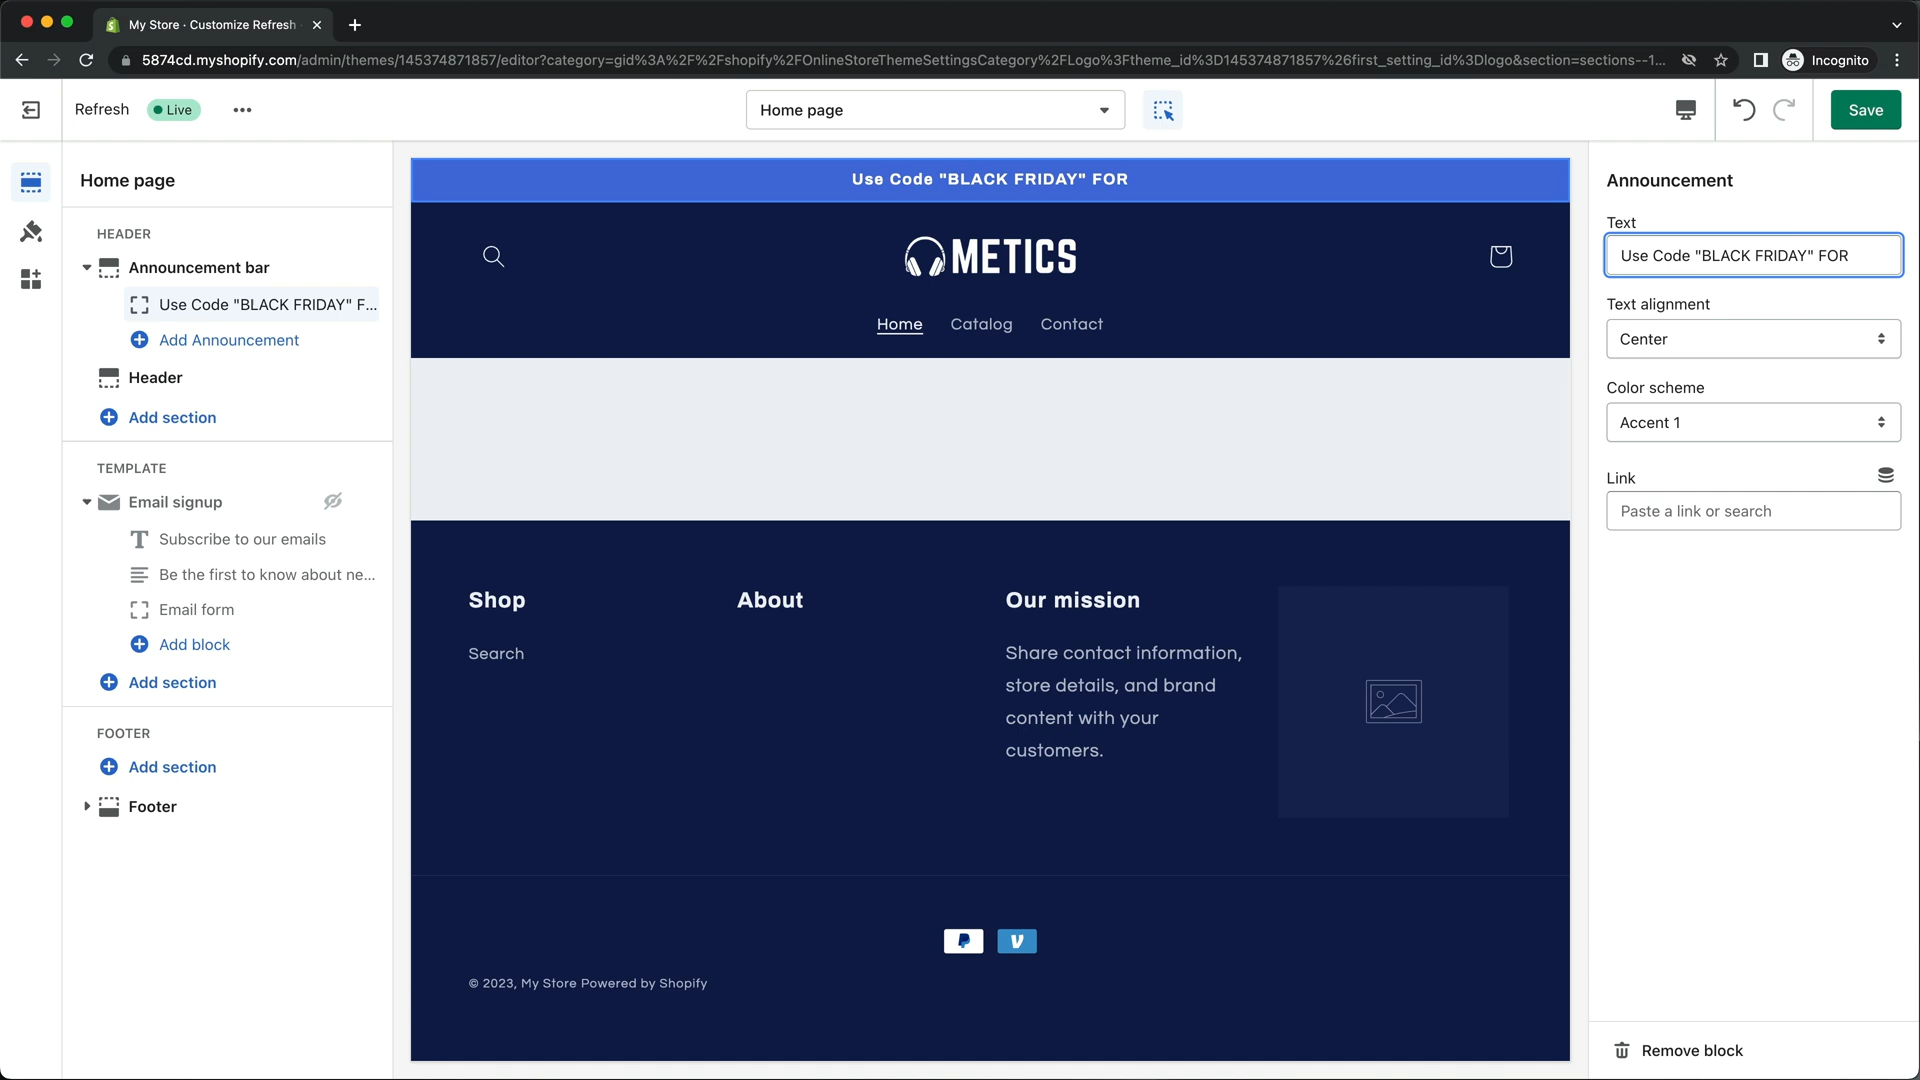 My Store · Customize Refresh
5874cd.myshopify.com/admin/themes/145374871857/editor?category=gid%3A%2F%2Fshopify%2FOnlineStoreThemeSettingsCategory%2FLogo%3Ftheme_id%3D145374871857%26first_setting_id%3Dlogo&section=sections--1...
Incognito
Refresh
Live
Home page
Save
Home page
HEADER
Announcement bar
Use Code "BLACK FRIDAY" F...
Add Announcement
Header
Add section
TEMPLATE
Email signup
Subscribe to our emails
Be the first to know about ne...
Email form
Add block
Add section
FOOTER
Add section
Footer
Use Code "BLACK FRIDAY" FOR
METICS
Home
Catalog
Contact
Shop
Search
About
Our mission
Share contact information,
store details, and brand
content with your
customers.
© 2023, My Store Powered by Shopify
Announcement
Text
Use Code "BLACK FRIDAY" FOR
Text alignment
Center
Color scheme
Accent 1
Link
Paste a link or search
Remove block